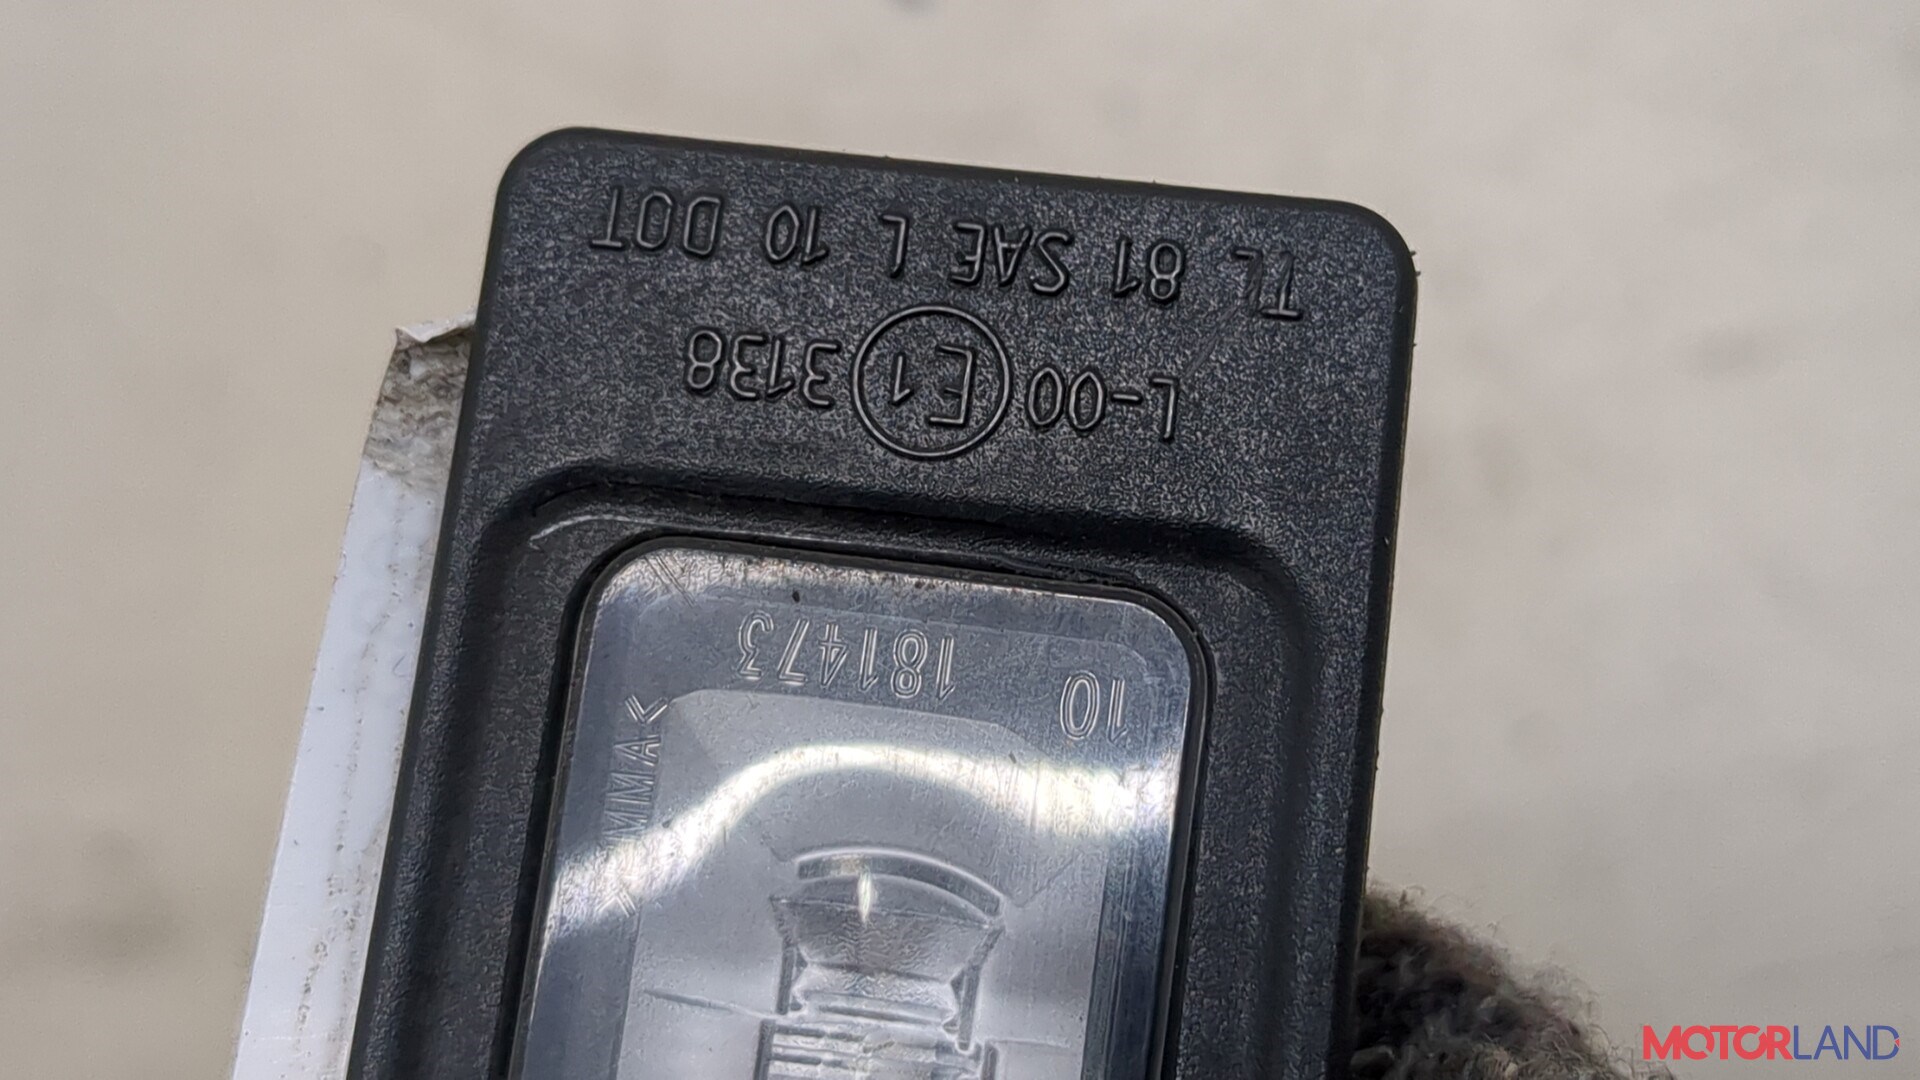 TL 81 SAE L 10 DOT
L-00 E1 3138
10 181473
MOTORLAND